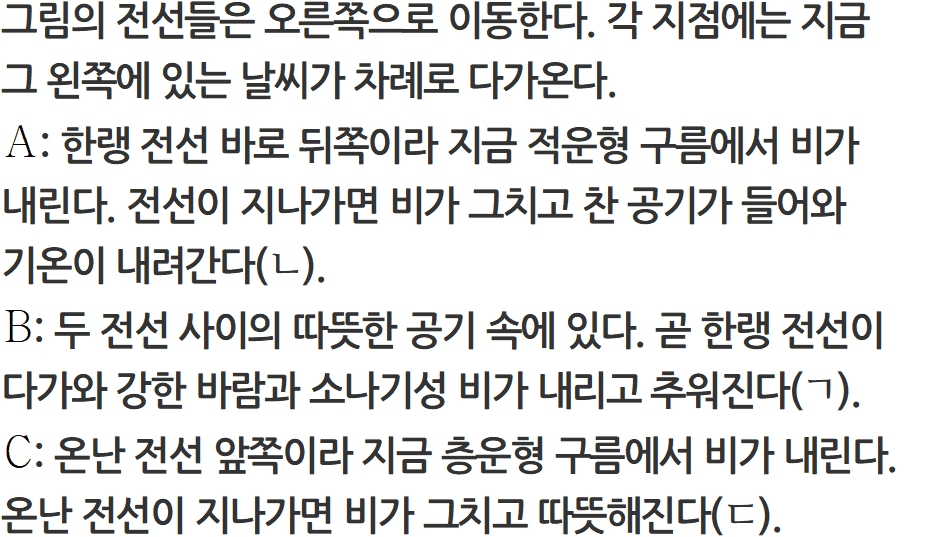 그림의 전선들은 오른쪽으로 이동한다. 각 지점에는 지금
그 왼쪽에 있는 날씨가 차례로 다가온다.
A: 한랭 전선 바로 뒤쪽이라 지금 적운형 구름에서 비가
내린다. 전선이 지나가면 비가 그치고 찬 공기가 들어와
기온이 내려간다(ㄴ).
B: 두 전선 사이의 따뜻한 공기 속에 있다. 곧 한랭 전선이
다가와 강한 바람과 소나기성 비가 내리고 추워진다(ㄱ).
C: 온난 전선 앞쪽이라 지금 층운형 구름에서 비가 내린다.
온난 전선이 지나가면 비가 그치고 따뜻해진다(ㄷ).